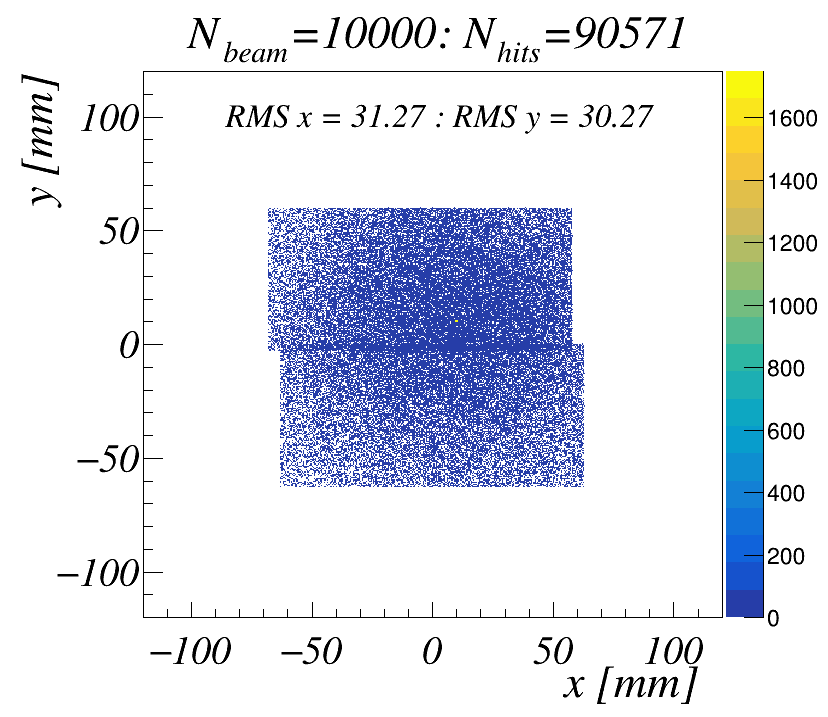 N_beam=10000: N_hits=90571
y [mm]
RMS x = 31.27 : RMS y = 30.27
100
50
0
−50
−100
−100 −50 0 50 100
x [mm]
1600
1400
1200
1000
800
600
400
200
0